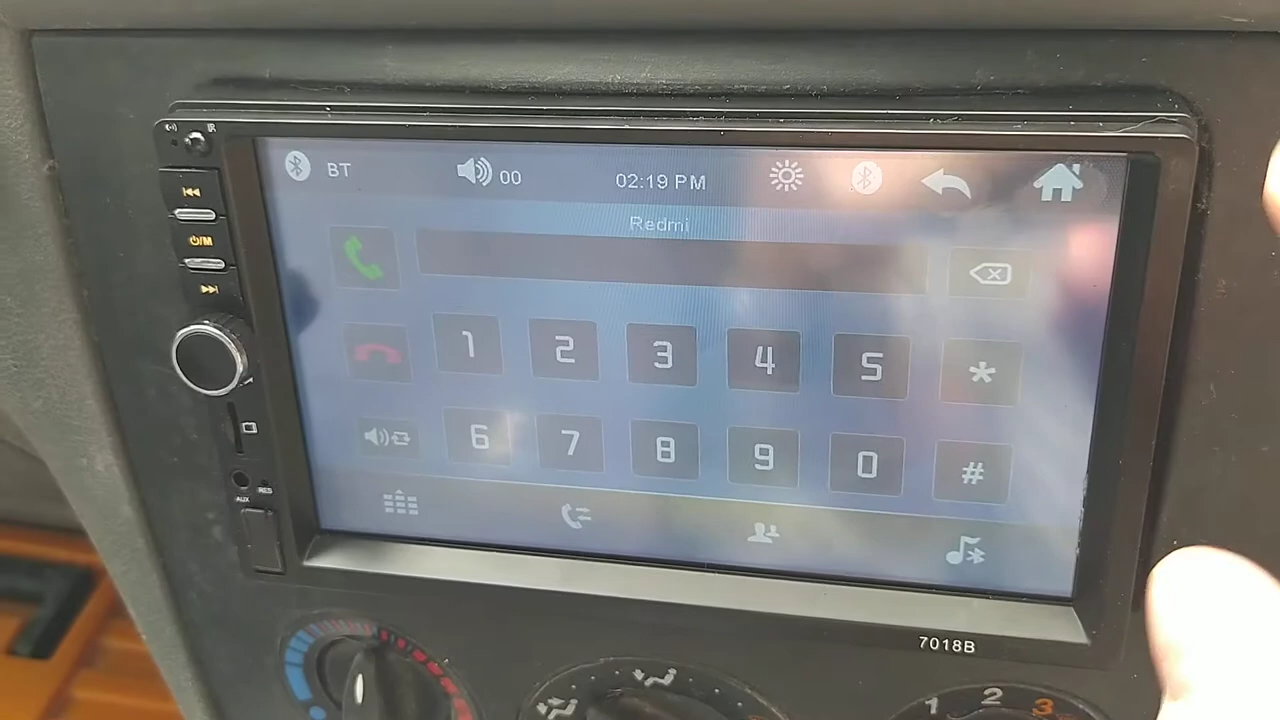 BT 00 02:19 PM
Redmi
1 2 3 4 5 *
6 7 8 9 0 #
IR
⏻/M
AUX RES
7018B
1 2 3